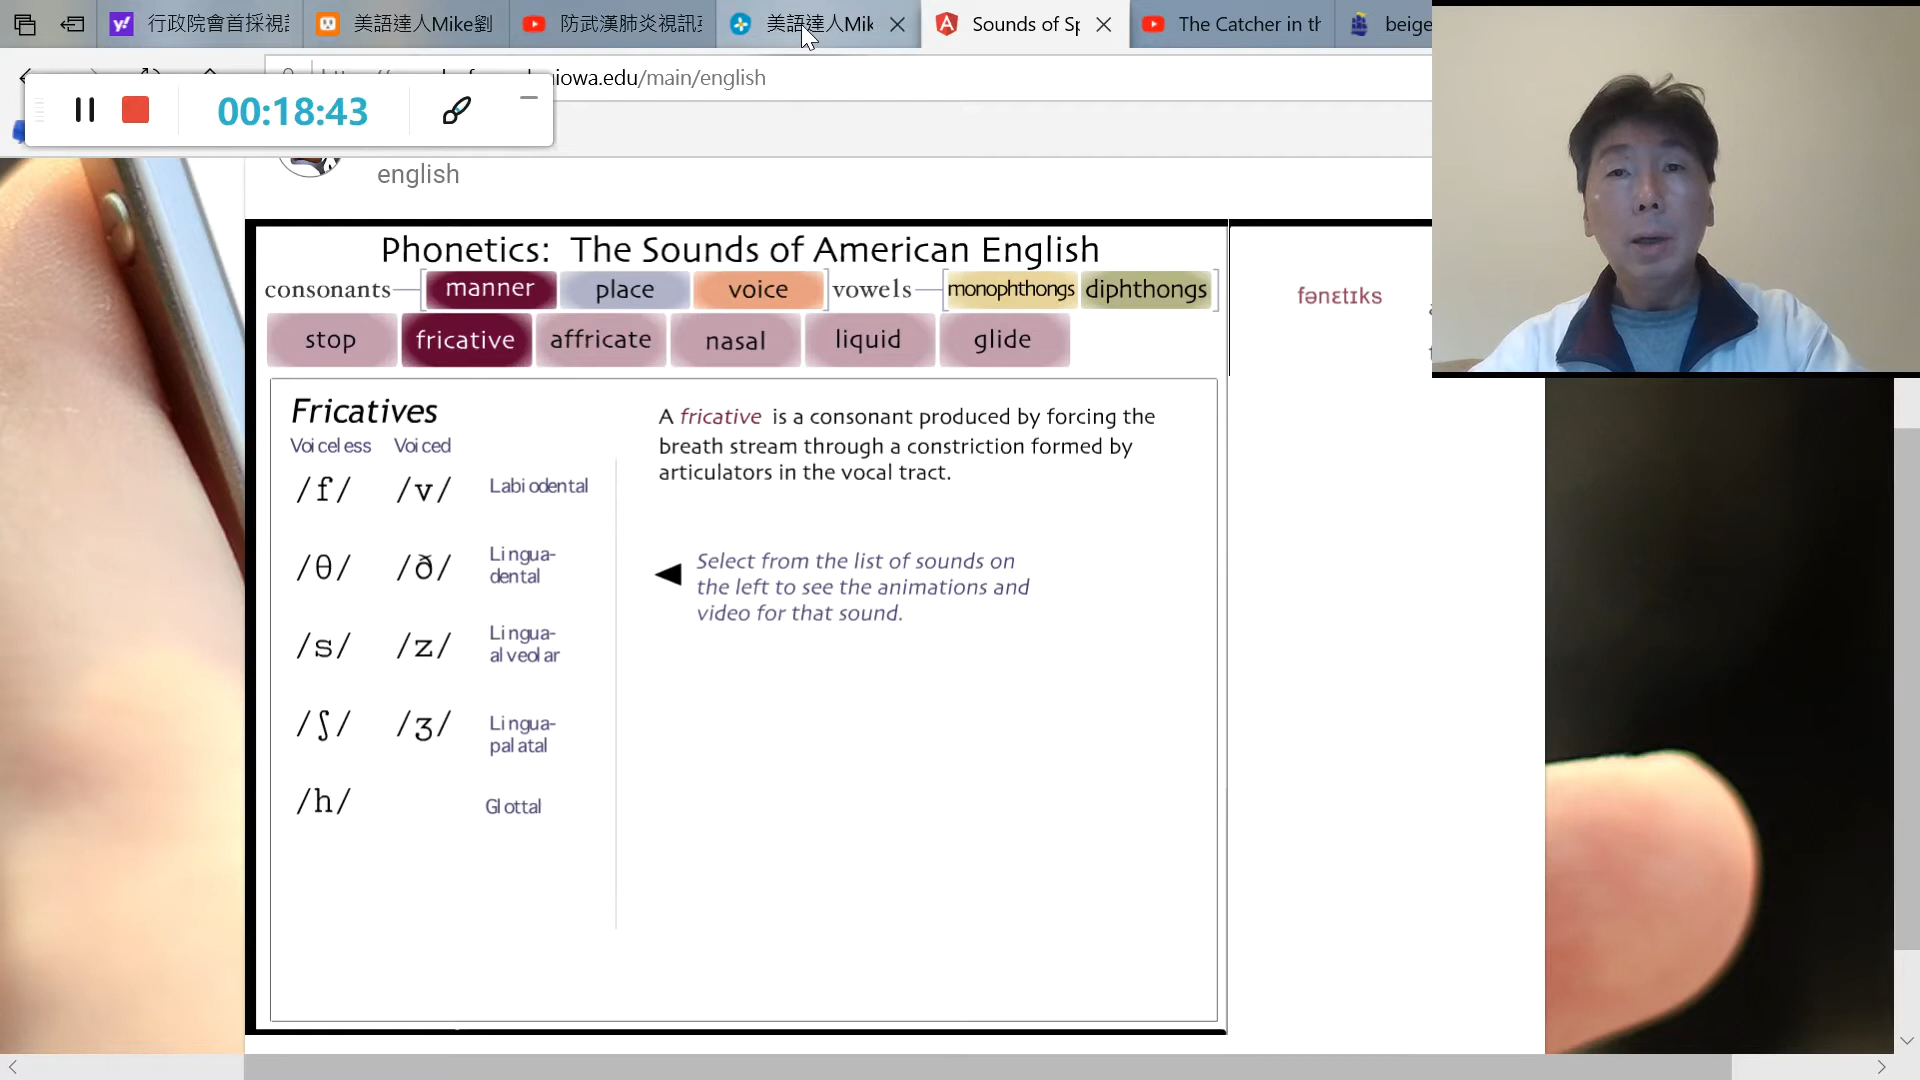 行政院會首採視訊
美語達人Mike劉
防武漢肺炎視訊
美語達人Mik
Sounds of Sp
The Catcher in th
beige
iowa.edu/main/english
00:18:43
english
Phonetics: The Sounds of American English
consonants manner place voice vowels monophthongs diphthongs
fənɛtɪks
stop fricative affricate nasal liquid glide
Fricatives
Voiceless Voiced
/f/ /v/ Labiodental
/θ/ /ð/ Lingua-
dental
/s/ /z/ Lingua-
alveolar
/ʃ/ /ʒ/ Lingua-
palatal
/h/ Glottal
A fricative is a consonant produced by forcing the
breath stream through a constriction formed by
articulators in the vocal tract.
Select from the list of sounds on
the left to see the animations and
video for that sound.